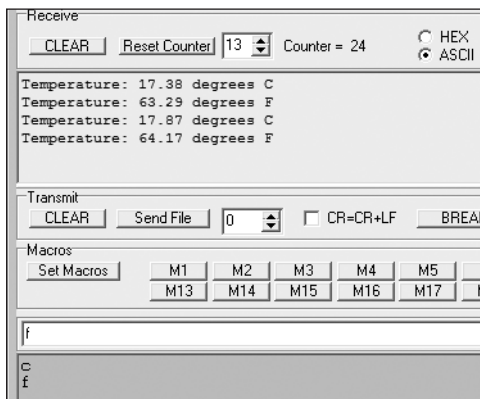 Receive
CLEAR Reset Counter 13 Counter = 24 HEX
ASCII
Temperature: 17.38 degrees C
Temperature: 63.29 degrees F
Temperature: 17.87 degrees C
Temperature: 64.17 degrees F
Transmit
CLEAR Send File 0 CR=CR+LF BREA
Macros
Set Macros M1 M2 M3 M4 M5
M13 M14 M15 M16 M17
f
c
f